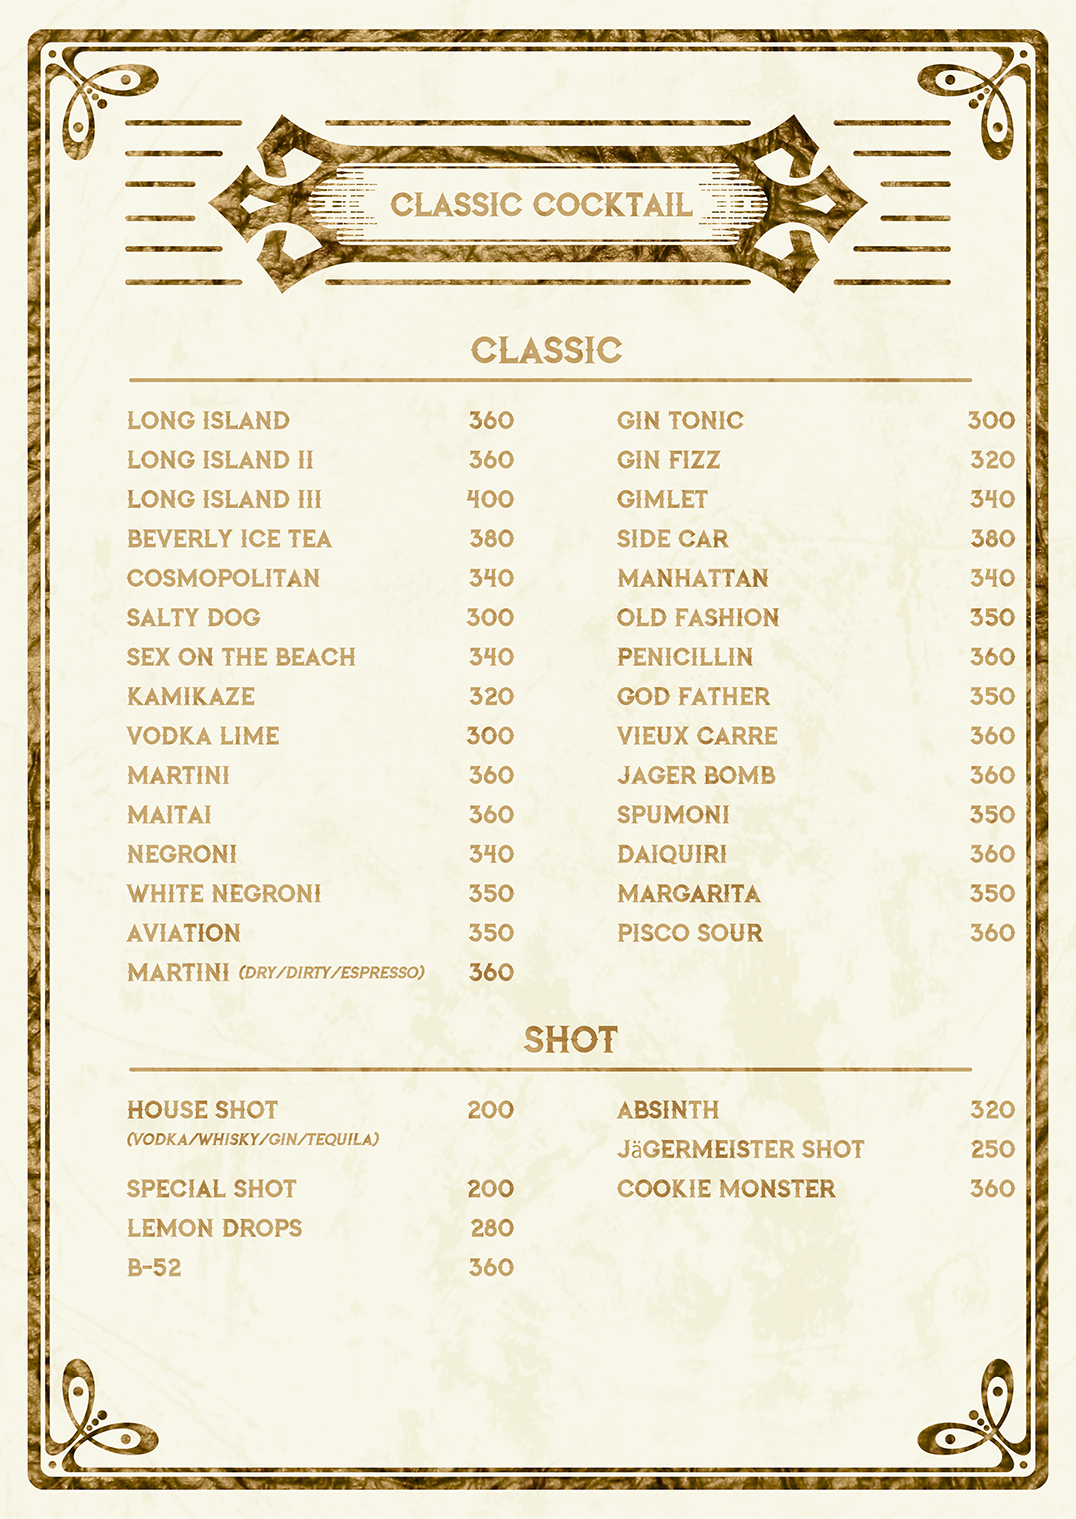 CLASSIC COCKTAIL
CLASSIC
LONG ISLAND 360
LONG ISLAND II 360
LONG ISLAND III 400
BEVERLY ICE TEA 380
COSMOPOLITAN 340
SALTY DOG 300
SEX ON THE BEACH 340
KAMIKAZE 320
VODKA LIME 300
MARTINI 360
MAITAI 360
NEGRONI 340
WHITE NEGRONI 350
AVIATION 350
MARTINI (DRY/DIRTY/ESPRESSO) 360
GIN TONIC 300
GIN FIZZ 320
GIMLET 340
SIDE CAR 380
MANHATTAN 340
OLD FASHION 350
PENICILLIN 360
GOD FATHER 350
VIEUX CARRE 360
JAGER BOMB 360
SPUMONI 350
DAIQUIRI 360
MARGARITA 350
PISCO SOUR 360
SHOT
HOUSE SHOT 200
(VODKA/WHISKY/GIN/TEQUILA)
SPECIAL SHOT 200
LEMON DROPS 280
B-52 360
ABSINTH 320
JäGERMEISTER SHOT 250
COOKIE MONSTER 360